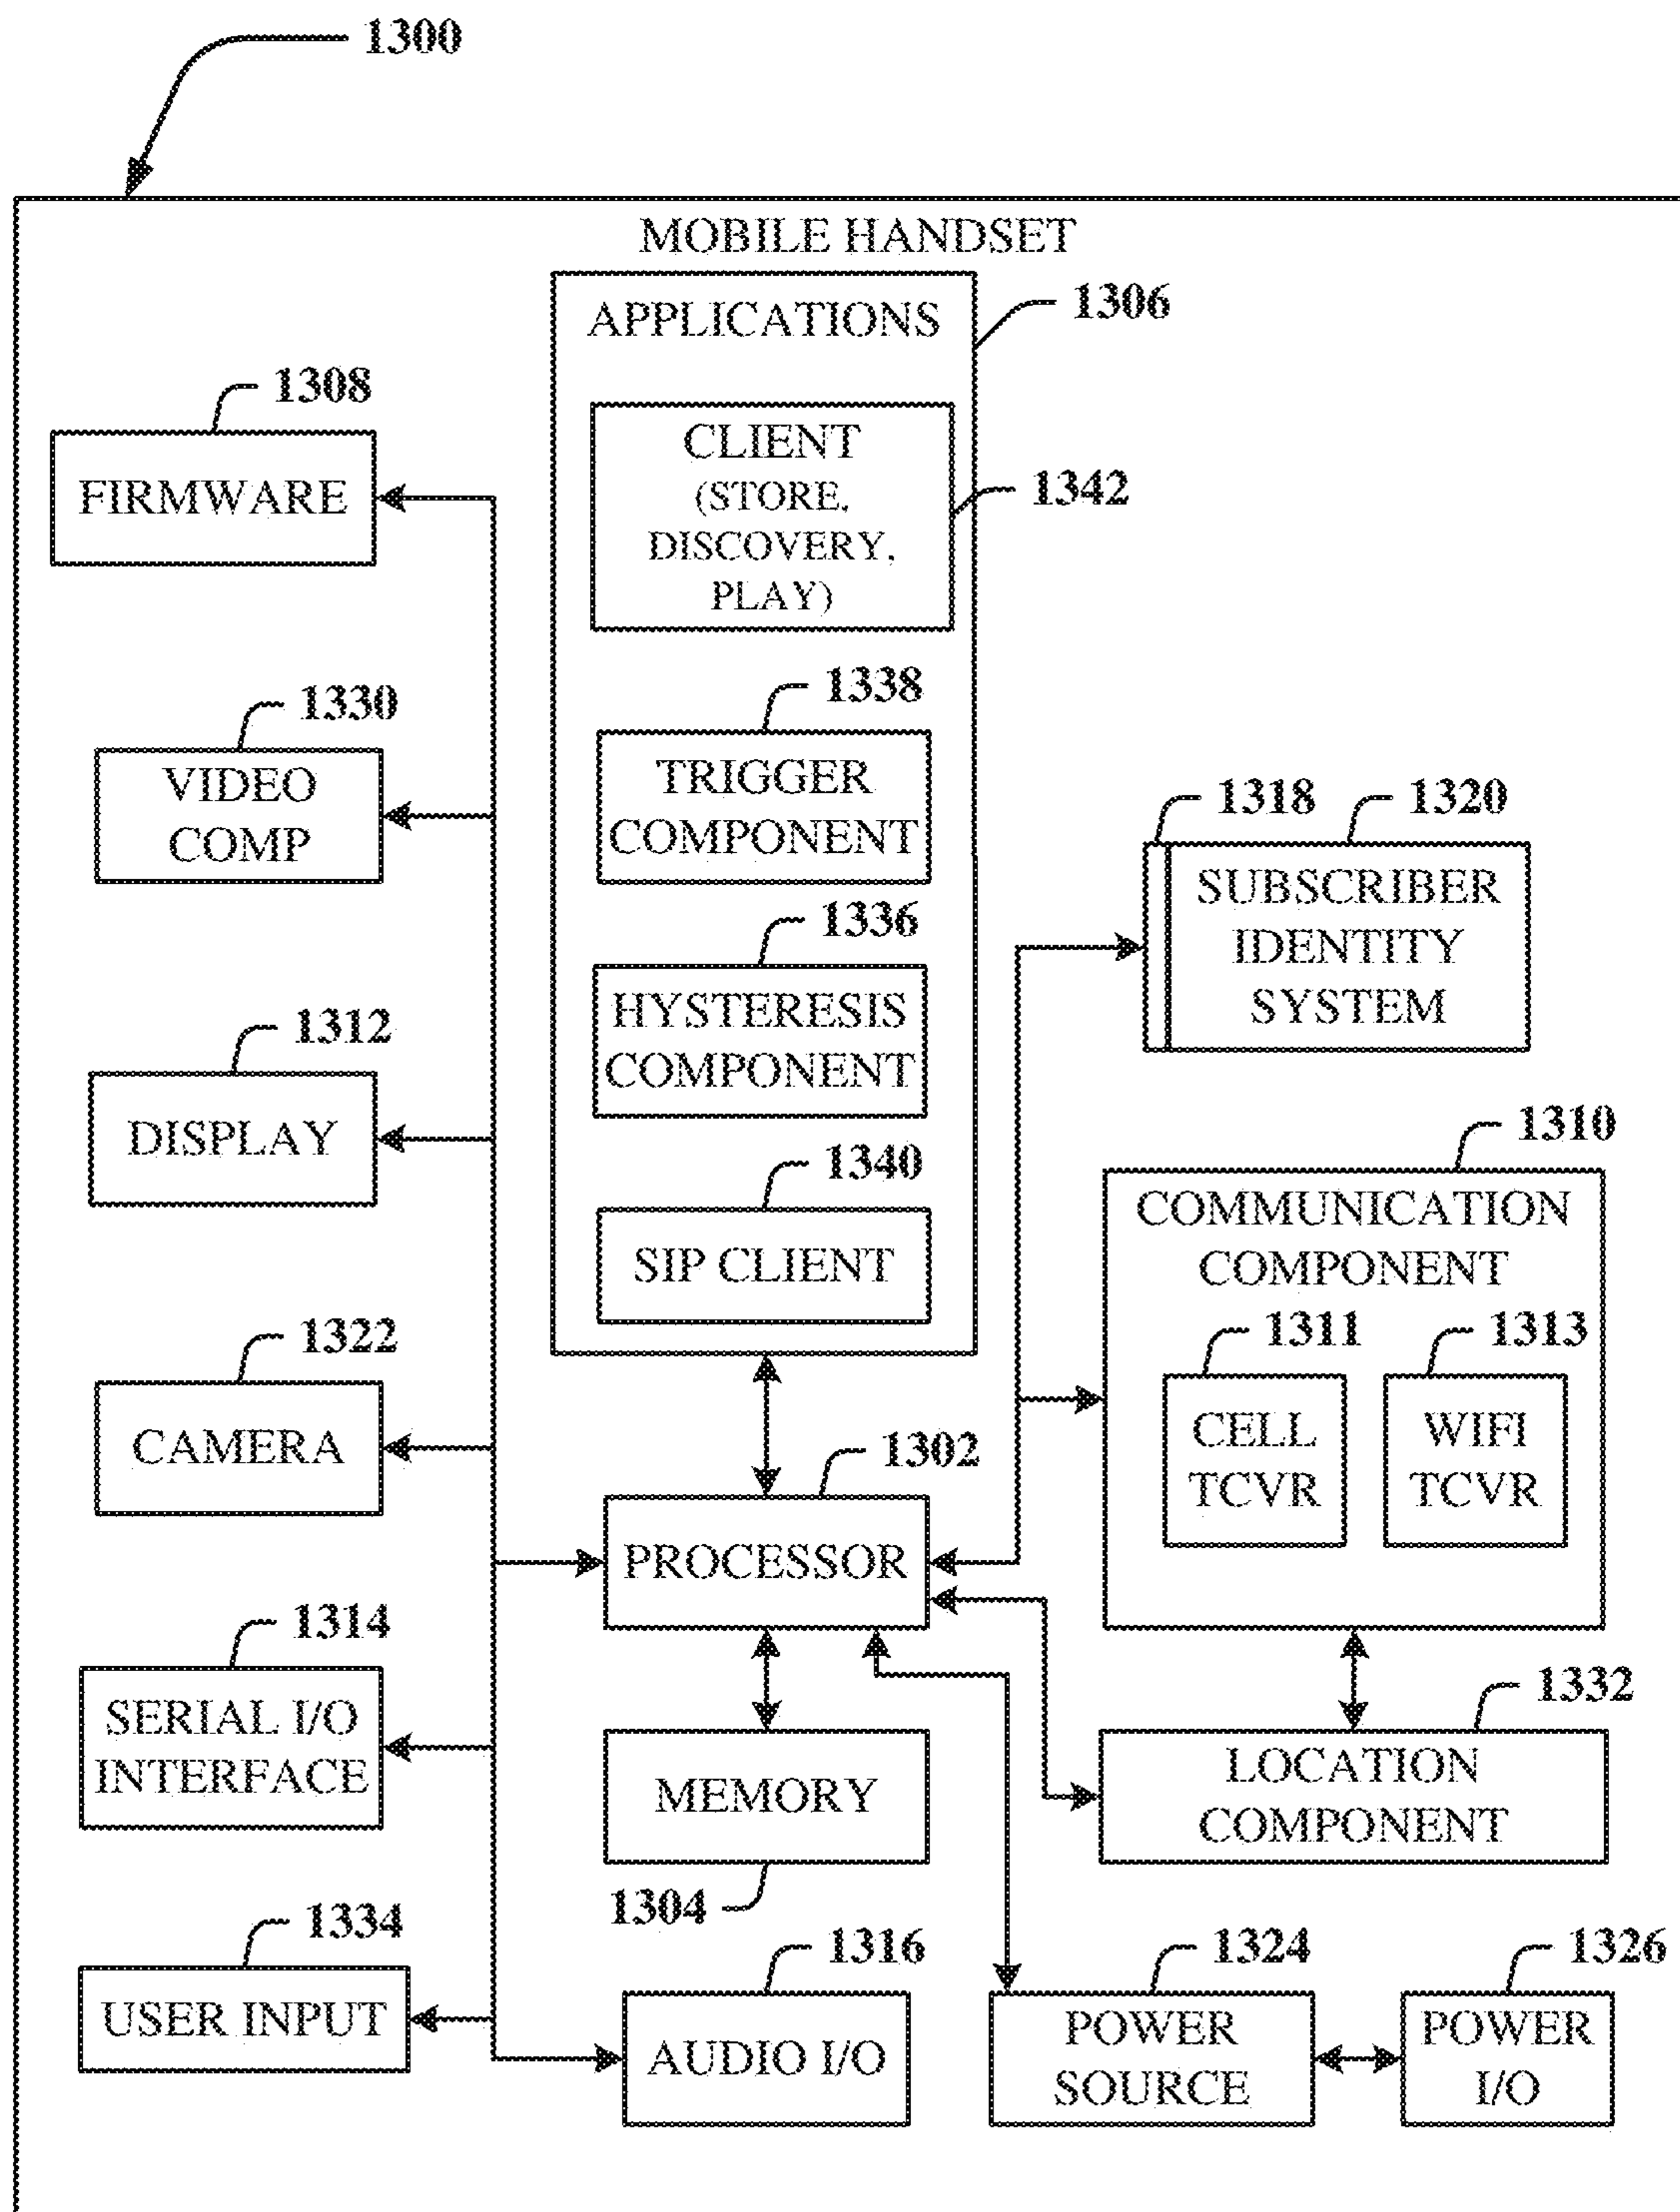 1300
MOBILE HANDSET
APPLICATIONS
1306
1308
FIRMWARE
CLIENT
(STORE,
DISCOVERY,
PLAY)
1342
1330
VIDEO
COMP
1338
TRIGGER
COMPONENT
1318
1320
SUBSCRIBER
IDENTITY
SYSTEM
1336
HYSTERESIS
COMPONENT
1312
DISPLAY
1340
SIP CLIENT
1310
COMMUNICATION
COMPONENT
1311
CELL
TCVR
1313
WIFI
TCVR
1322
CAMERA
1302
PROCESSOR
1314
SERIAL I/O
INTERFACE
MEMORY
1304
1332
LOCATION
COMPONENT
1334
USER INPUT
1316
AUDIO I/O
1324
POWER
SOURCE
1326
POWER
I/O